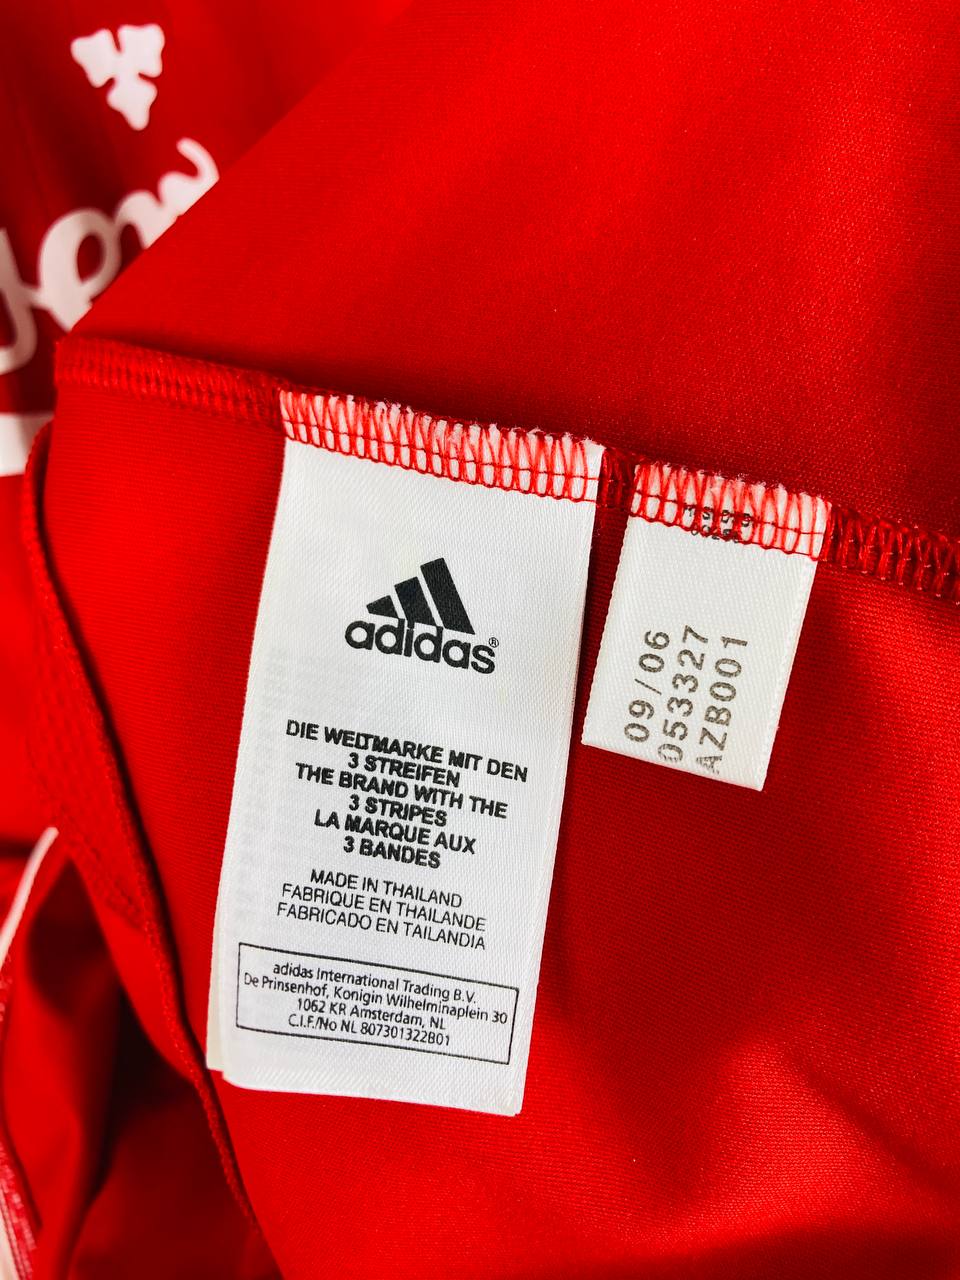 adidas®
DIE WELTMARKE MIT DEN
3 STREIFEN
THE BRAND WITH THE
3 STRIPES
LA MARQUE AUX
3 BANDES
MADE IN THAILAND
FABRIQUE EN THAILANDE
FABRICADO EN TAILANDIA
adidas International Trading B.V.
De Prinsenhof, Konigin Wilhelminaplein 30
1062 KR Amsterdam, NL
C.I.F./No NL 807301322B01
09/06
053327
AZB001